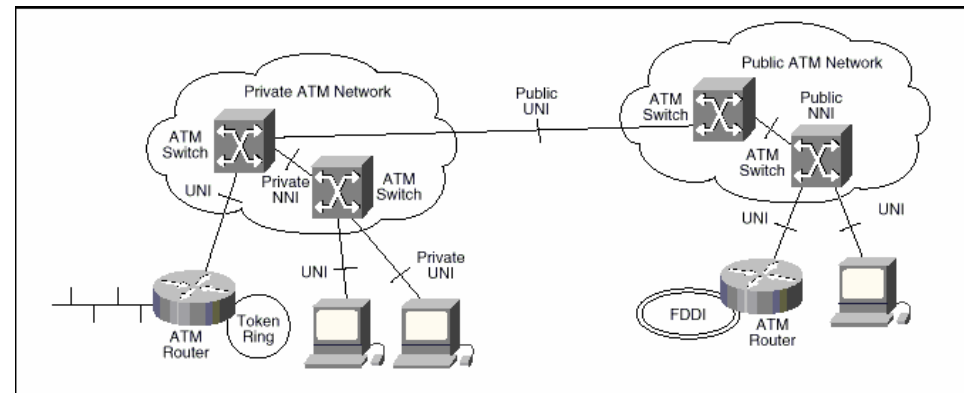 Private ATM Network
ATM
Switch
Private
NNI
ATM
Switch
UNI
UNI
Private
UNI
ATM
Router
Token
Ring
Public
UNI
Public ATM Network
ATM
Switch
Public
NNI
ATM
Switch
UNI
UNI
FDDI
ATM
Router